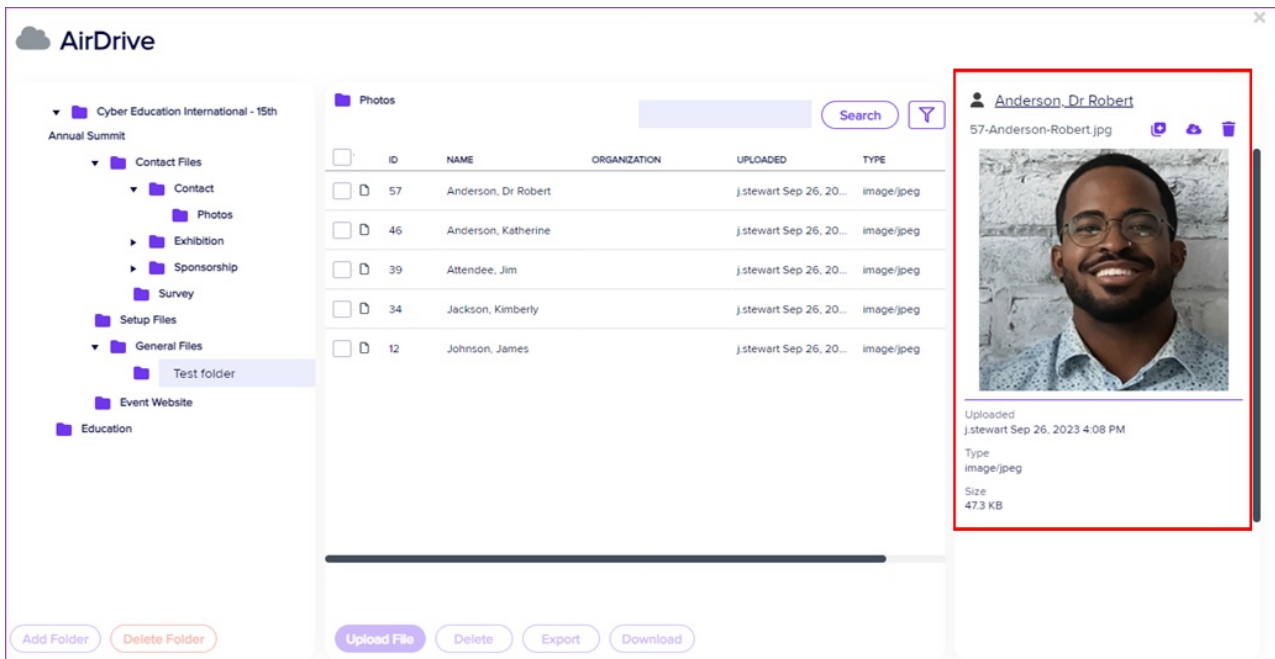 AirDrive
Cyber Education International - 15th
Annual Summit
Contact Files
Contact
Photos
Exhibition
Sponsorship
Survey
Setup Files
General Files
Test folder
Event Website
Education
Add Folder
Delete Folder
Photos
Search
ID NAME ORGANIZATION UPLOADED TYPE
57 Anderson, Dr Robert j.stewart Sep 26, 20... image/jpeg
46 Anderson, Katherine j.stewart Sep 26, 20... image/jpeg
39 Attendee, Jim j.stewart Sep 26, 20... image/jpeg
34 Jackson, Kimberly j.stewart Sep 26, 20... image/jpeg
12 Johnson, James j.stewart Sep 26, 20... image/jpeg
Upload File Delete Export Download
Anderson, Dr Robert
57-Anderson-Robert.jpg
Uploaded
j.stewart Sep 26, 2023 4:08 PM
Type
image/jpeg
Size
47.3 KB